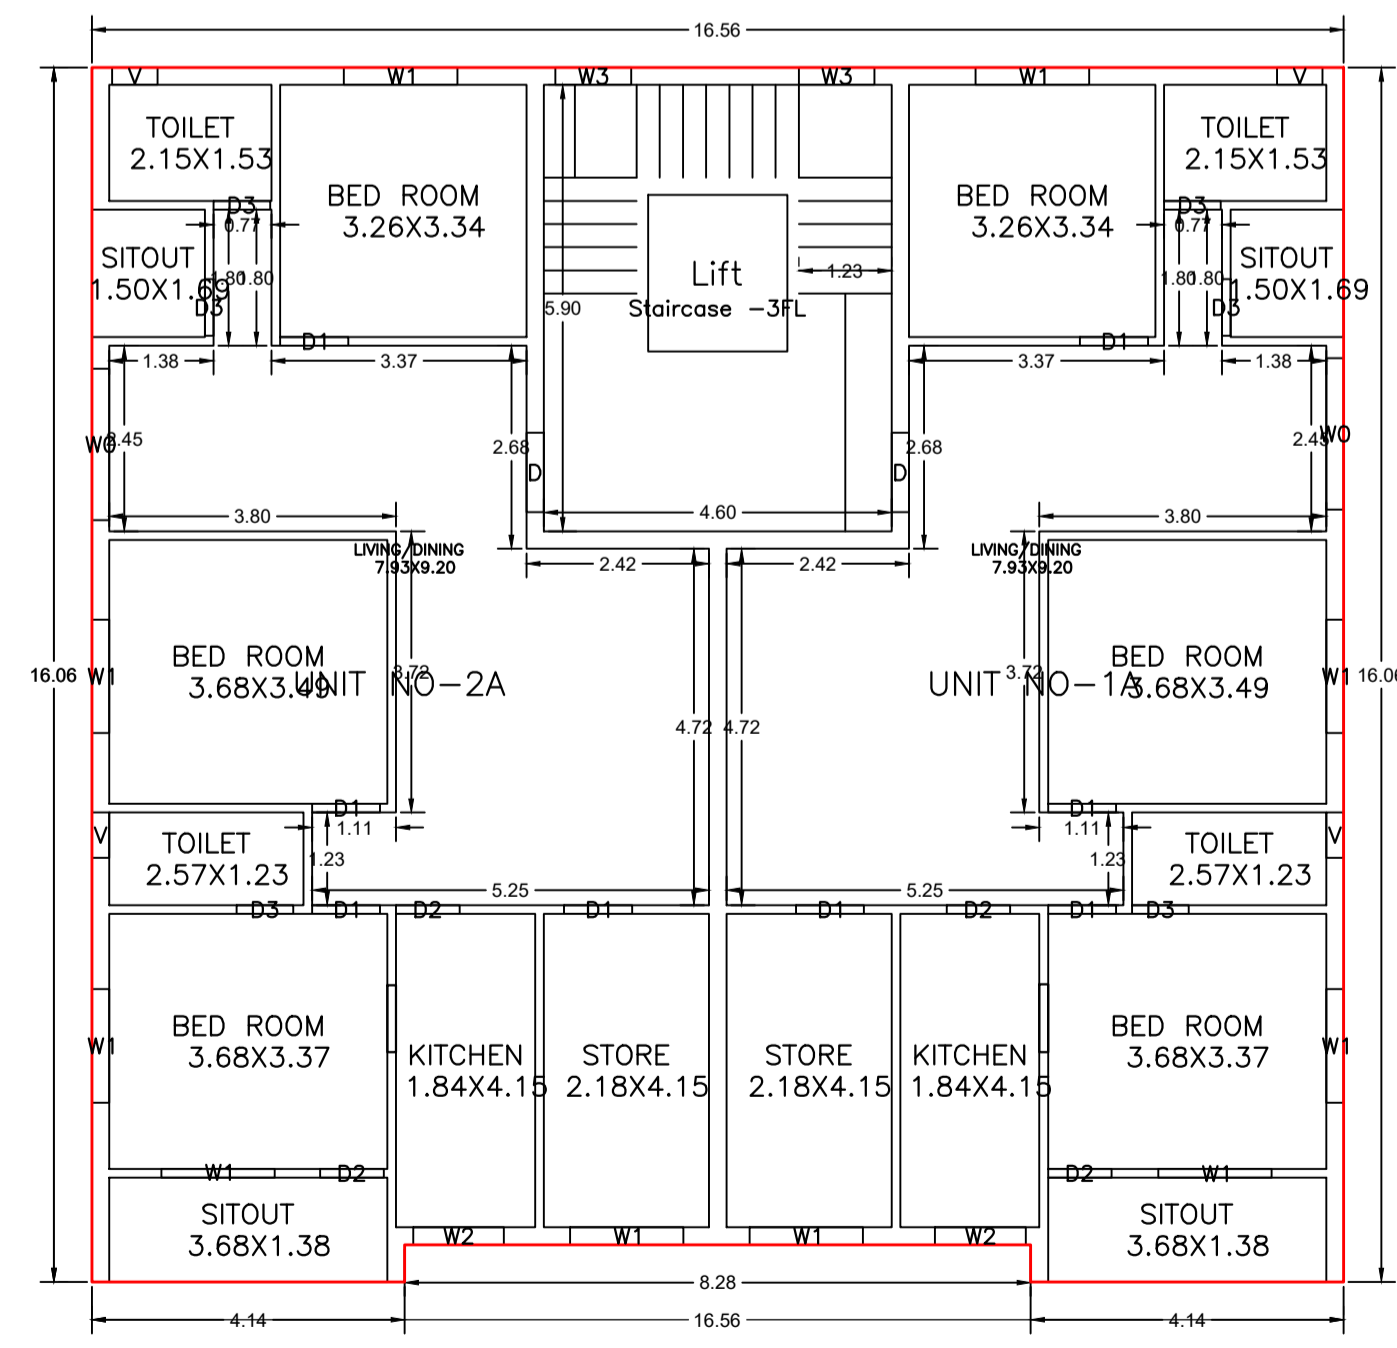 16.56
V W1 W3 W3 W1 V
TOILET
2.15X1.53
BED ROOM
3.26X3.34
BED ROOM
3.26X3.34
TOILET
2.15X1.53
D3
0.77
D3
0.77
SITOUT
1.50X1.69
1.80 1.80
D3
Lift
Staircase -3FL
1.23
5.90
1.80 1.80
D3
SITOUT
1.50X1.69
D1
D1
1.38
3.37
3.37
1.38
W0
2.45
2.68
D
D
2.68
2.45
W0
3.80
4.60
3.80
LIVING/DINING
7.93X9.20
2.42
2.42
LIVING/DINING
7.93X9.20
16.06
W1
BED ROOM
3.68X3.49
UNIT NO-2A
3.72
4.72
4.72
UNIT NO-1A
3.72
BED ROOM
3.68X3.49
W1
16.06
D1
1.11
D1
1.11
V
TOILET
2.57X1.23
1.23
1.23
TOILET
2.57X1.23
V
5.25
5.25
D3 D1 D2 D1 D1 D2 D1 D3
W1
BED ROOM
3.68X3.37
KITCHEN
1.84X4.15
STORE
2.18X4.15
STORE
2.18X4.15
KITCHEN
1.84X4.15
BED ROOM
3.68X3.37
W1
W1 D2
D2 W1
SITOUT
3.68X1.38
W2 W1 W1 W2
SITOUT
3.68X1.38
8.28
4.14
16.56
4.14